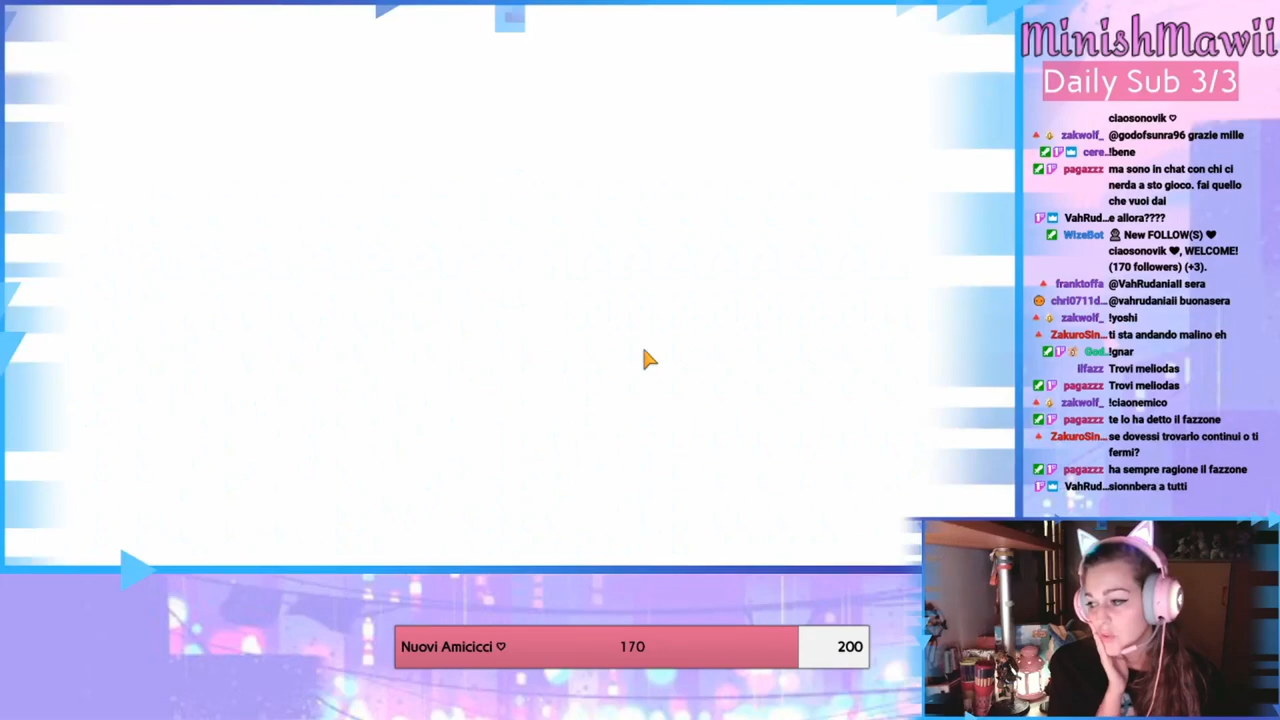 MinishMawii
Daily Sub 3/3
ciaosonovik ♡
zakwolf_ @godofsunra96 grazie mille
cere.. !bene
pagazzz ma sono in chat con chi ci
nerda a sto gioco. fai quello
che vuoi dai
VahRud... e allora????
WizeBot New FOLLOW(S) ♥
ciaosonovik ♥, WELCOME!
(170 followers) (+3).
franktoffa @VahRudaniaII sera
chri0711d... @vahrudaniaii buonasera
zakwolf_ !yoshi
ZakuroSin... ti sta andando malino eh
God.. !gnar
ilfazz Trovi meliodas
pagazzz Trovi meliodas
zakwolf_ !ciaonemico
pagazzz te lo ha detto il fazzone
ZakuroSin... se dovessi trovarlo continui o ti
fermi?
pagazzz ha sempre ragione il fazzone
VahRud... sionnbera a tutti
Nuovi Amicicci ♡ 170 200